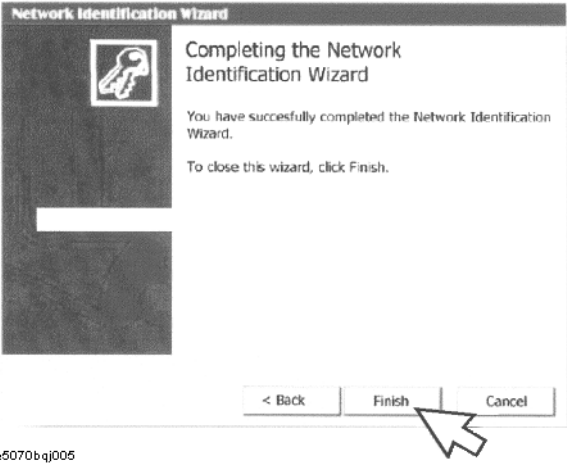 Network Identification Wizard
Completing the Network
Identification Wizard
You have succesfully completed the Network Identification
Wizard.
To close this wizard, click Finish.
< Back Finish Cancel
5070bqj005